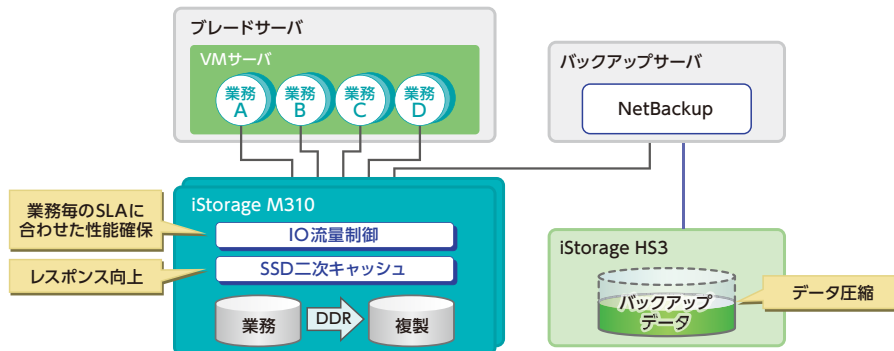 ブレードサーバ
VMサーバ
業務
A
業務
B
業務
C
業務
D
バックアップサーバ
NetBackup
iStorage M310
業務毎のSLAに
合わせた性能確保
IO流量制御
レスポンス向上
SSD二次キャッシュ
業務
DDR
複製
iStorage HS3
バックアップ
データ
データ圧縮